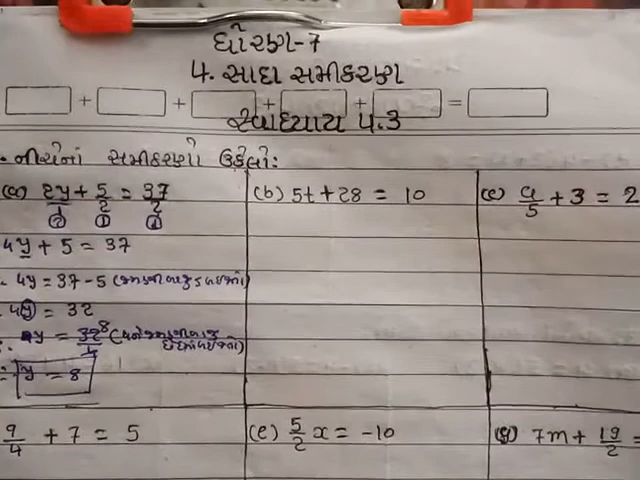 ધોરણ-7
4. સાદા સમીકરણ
+ + + + =
સ્વાધ્યાય 4.3
નીચેનાં સમીકરણો ઉકેલો:
(a) 2y + 5/2 = 37/2
4y + 5 = 37
4y = 37 - 5
4y = 32
y = 32/4 8
y = 8
(b) 5t + 28 = 10
(c) a/5 + 3 = 2
q/4 + 7 = 5
(e) 5/2 x = -10
7m + 19/2 =